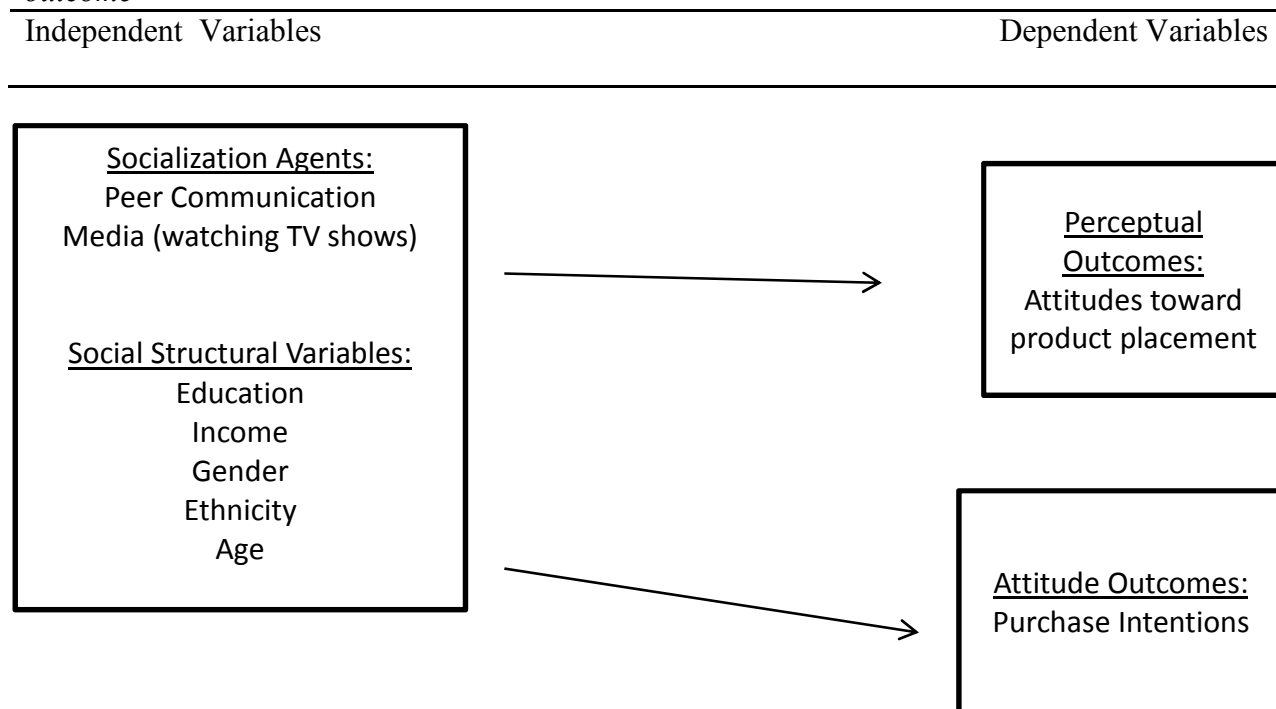 outcome
Independent Variables
Dependent Variables
Socialization Agents:
Peer Communication
Media (watching TV shows)
Social Structural Variables:
Education
Income
Gender
Ethnicity
Age
Perceptual
Outcomes:
Attitudes toward
product placement
Attitude Outcomes:
Purchase Intentions